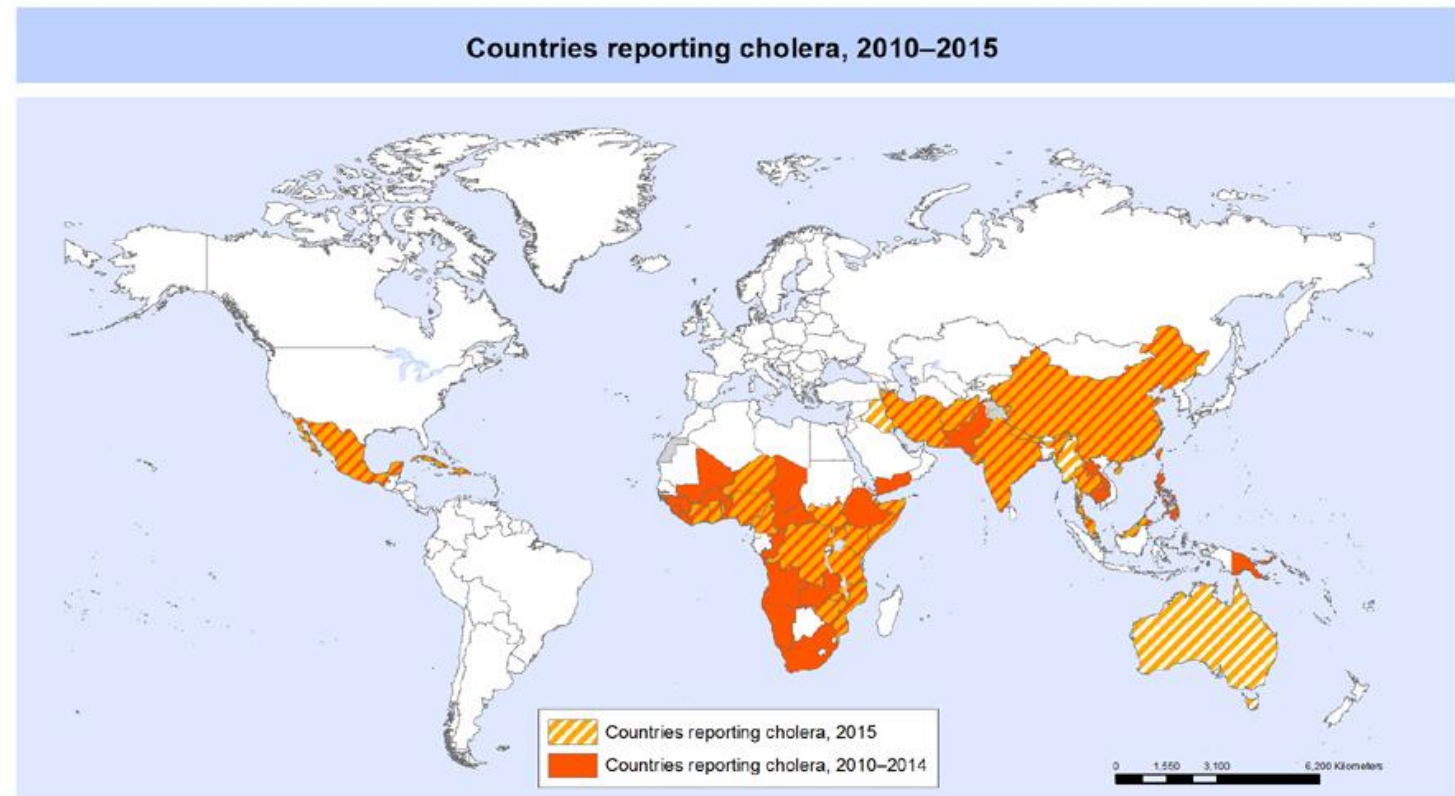 Countries reporting cholera, 2010–2015
Countries reporting cholera, 2015
Countries reporting cholera, 2010–2014
0 1,550 3,100 6,200 Kilometers